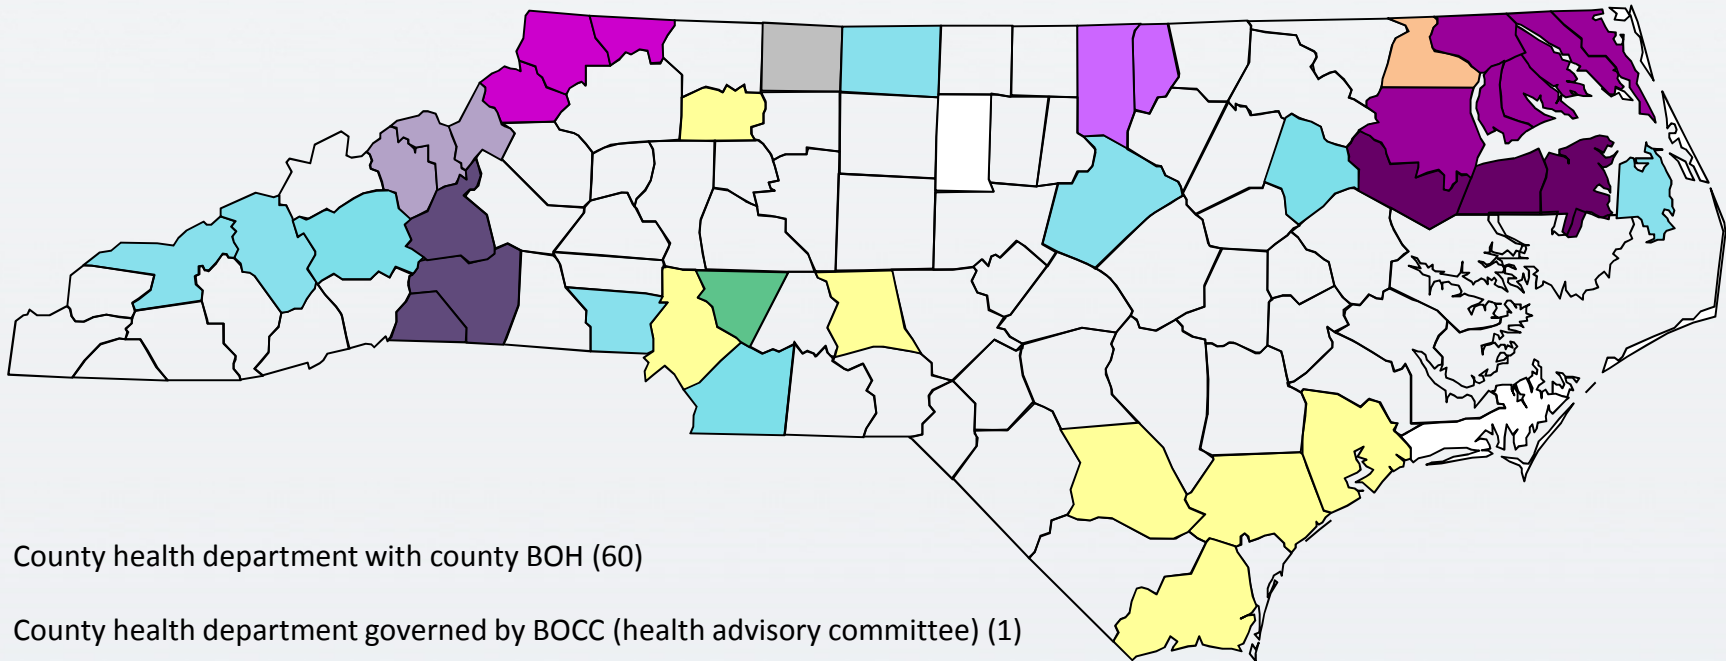 County health department with county BOH (60)
County health department governed by BOCC (health advisory committee) (1)